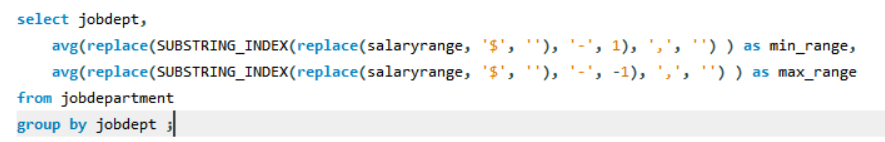 select jobdept,
avg(replace(SUBSTRING_INDEX(replace(salaryrange, '$', ''), '-', 1), ',', '') ) as min_range,
avg(replace(SUBSTRING_INDEX(replace(salaryrange, '$', ''), '-', -1), ',', '') ) as max_range
from jobdepartment
group by jobdept ;